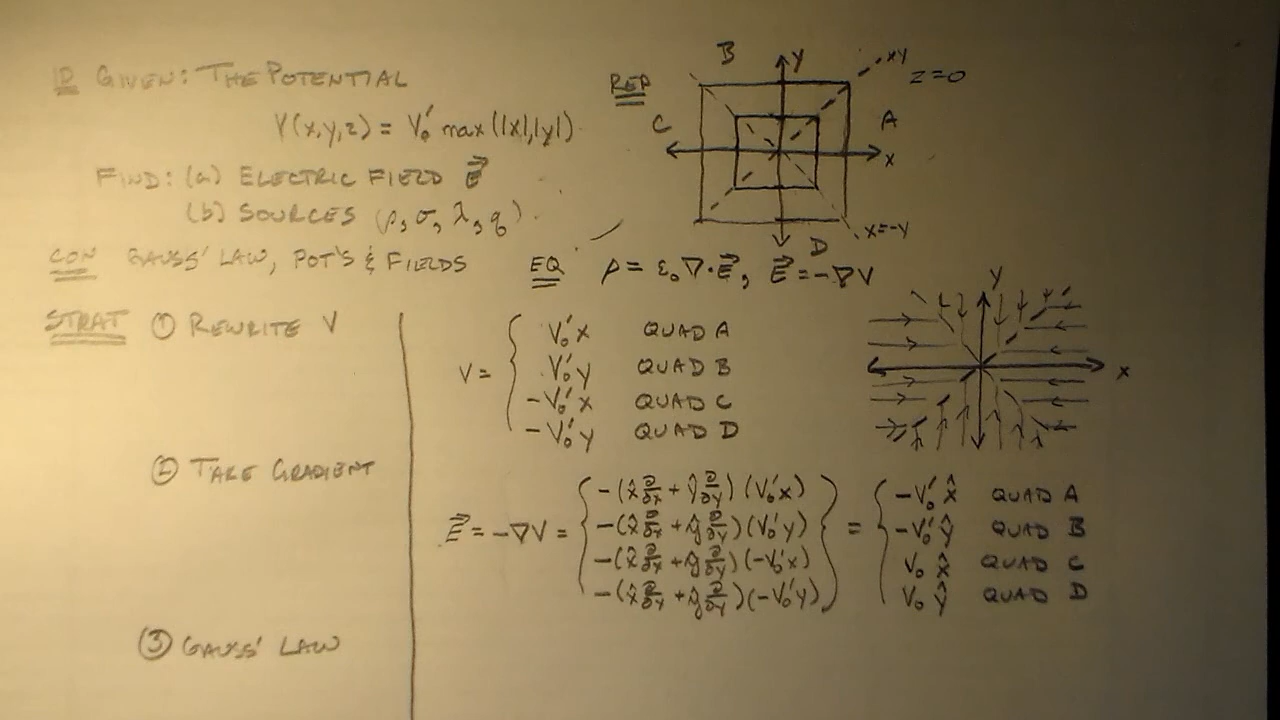 ID GIVEN: THE POTENTIAL
V(x,y,z) = V₀' max(|x|,|y|)
FIND: (a) ELECTRIC FIELD E⃗
(b) SOURCES (ρ, σ, λ, q).
CON GAUSS' LAW, POT'S & FIELDS
REP
B
y
xy
z=0
C
A
x
D
x=-y
EQ ρ = ε₀ ∇·E⃗, E⃗ = -∇V
STRAT ① REWRITE V
V = { V₀'x QUAD A
V₀'y QUAD B
-V₀'x QUAD C
-V₀'y QUAD D
y
x
② TAKE GRADIENT
E⃗ = -∇V = { -(x̂ ∂/∂x + ŷ ∂/∂y)(V₀'x) } = { -V₀' x̂ QUAD A
-(x̂ ∂/∂x + ŷ ∂/∂y)(V₀'y) -V₀' ŷ QUAD B
-(x̂ ∂/∂x + ŷ ∂/∂y)(-V₀'x) V₀ x̂ QUAD C
-(x̂ ∂/∂x + ŷ ∂/∂y)(-V₀'y) V₀ ŷ QUAD D
③ GAUSS' LAW